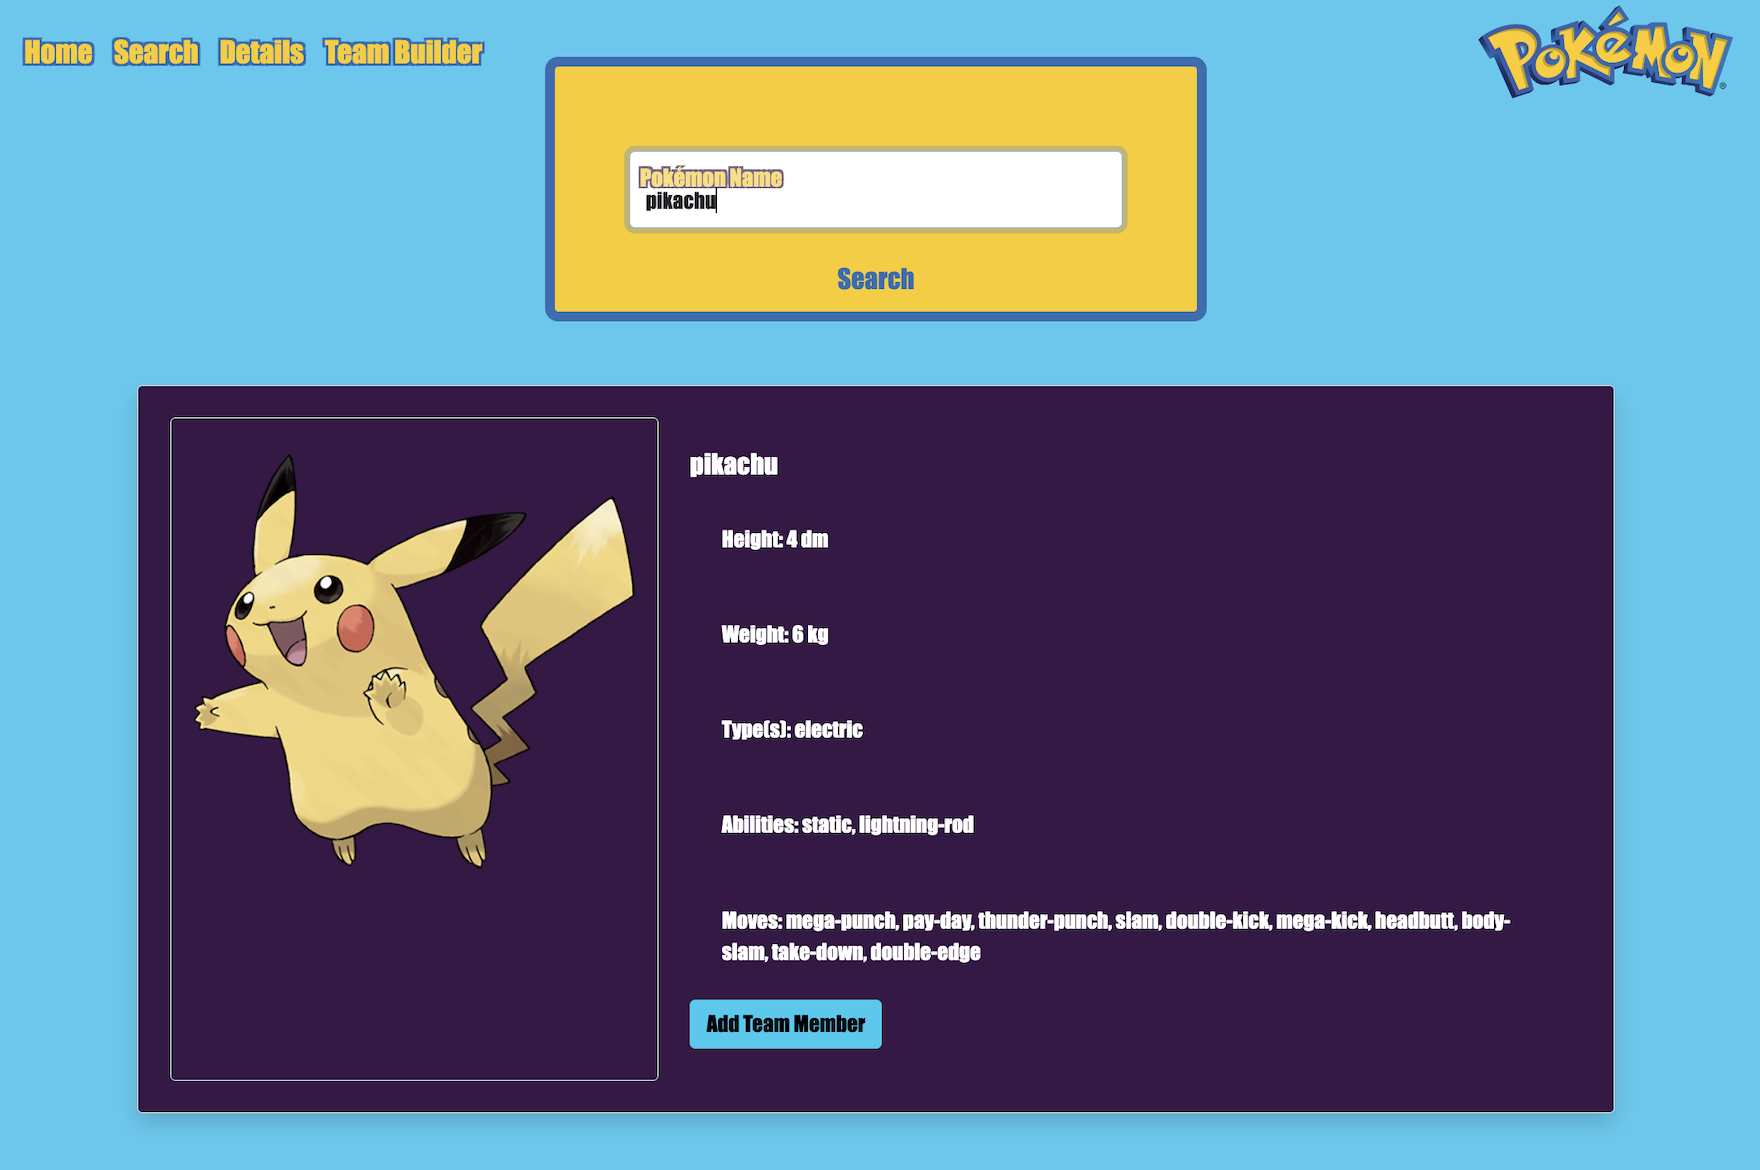 Home Search Details Team Builder
Pokémon
®
Pokémon Name
pikachu
Search
pikachu
Height: 4 dm
Weight: 6 kg
Type(s): electric
Abilities: static, lightning-rod
Moves: mega-punch, pay-day, thunder-punch, slam, double-kick, mega-kick, headbutt, body-
slam, take-down, double-edge
Add Team Member